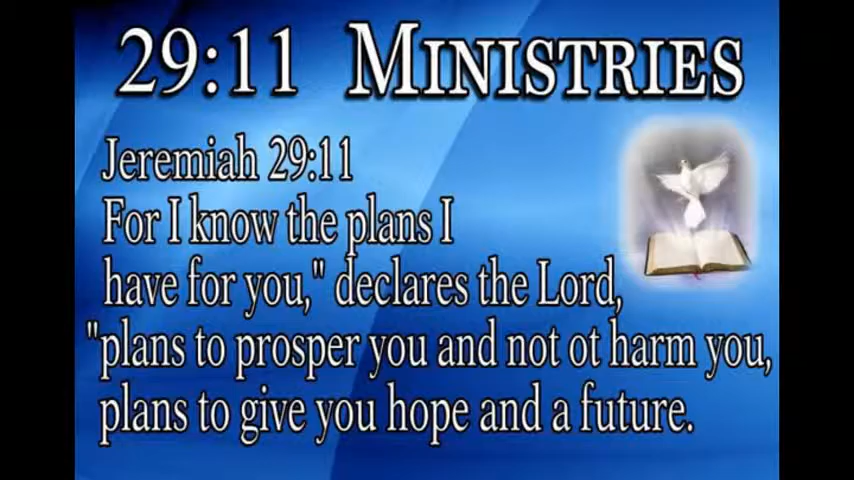 29:11 Ministries
Jeremiah 29:11
For I know the plans I
have for you," declares the Lord,
"plans to prosper you and not ot harm you,
plans to give you hope and a future.